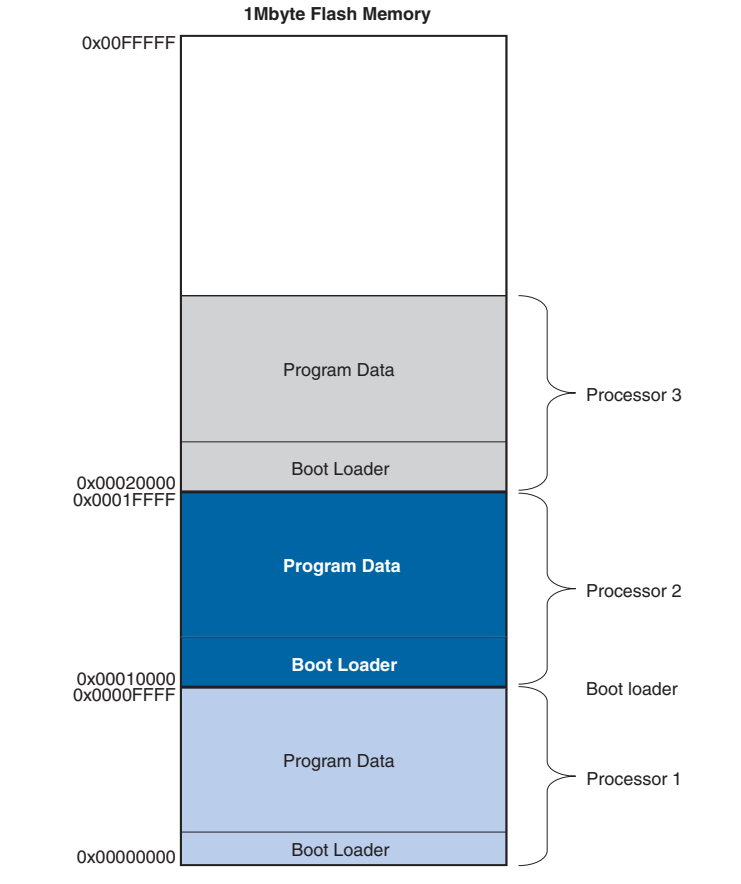 1Mbyte Flash Memory
0x00FFFFF
Program Data
Processor 3
Boot Loader
0x00020000
0x0001FFFF
Program Data
Processor 2
Boot Loader
0x00010000
Boot loader
0x0000FFFF
Program Data
Processor 1
Boot Loader
0x00000000